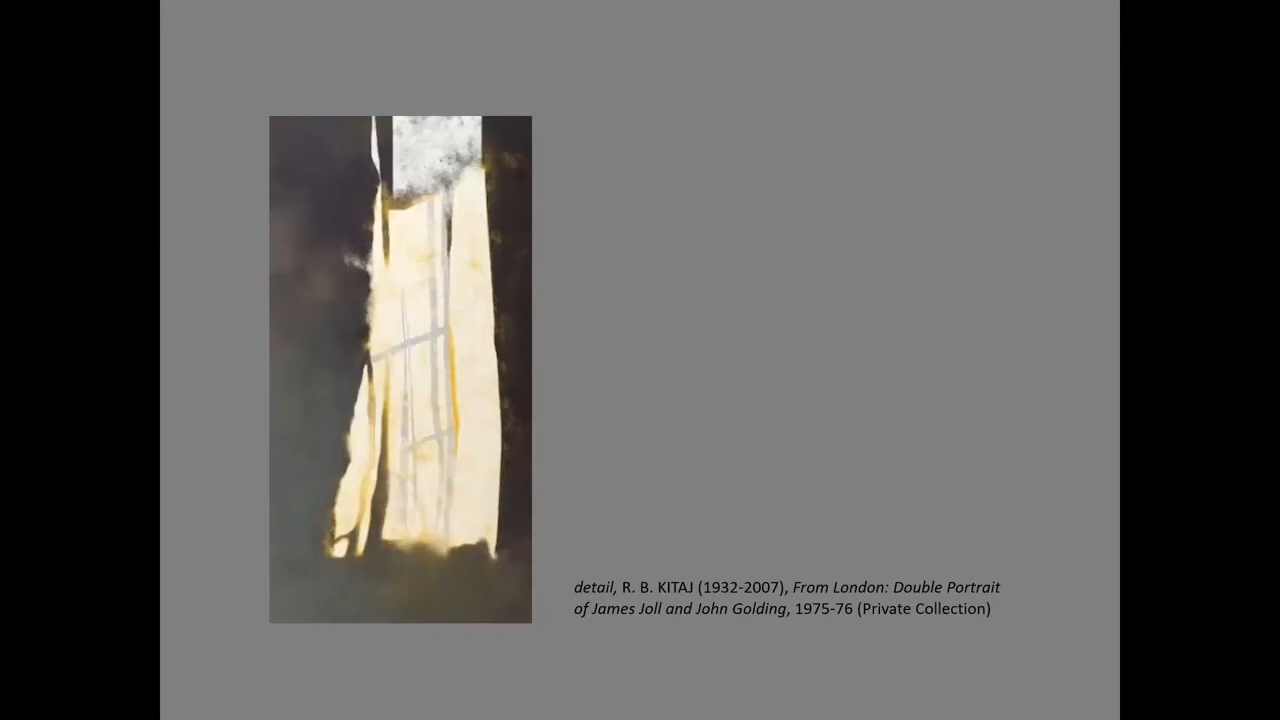 detail, R. B. KITAJ (1932-2007), From London: Double Portrait
of James Joll and John Golding, 1975-76 (Private Collection)